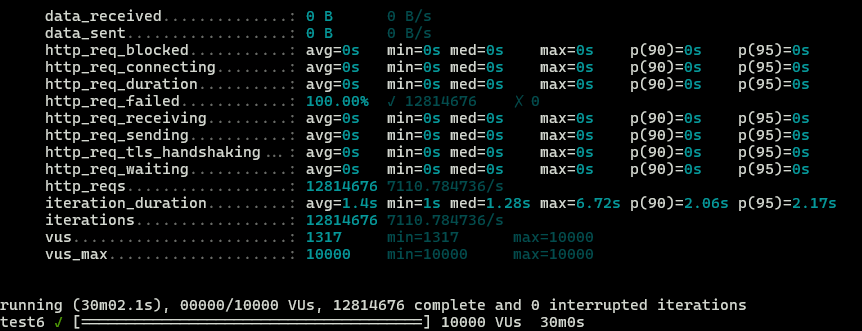 data_received..............: 0 B 0 B/s
data_sent..................: 0 B 0 B/s
http_req_blocked...........: avg=0s min=0s med=0s max=0s p(90)=0s p(95)=0s
http_req_connecting........: avg=0s min=0s med=0s max=0s p(90)=0s p(95)=0s
http_req_duration..........: avg=0s min=0s med=0s max=0s p(90)=0s p(95)=0s
http_req_failed............: 100.00% ✓ 12814676 ✗ 0
http_req_receiving.........: avg=0s min=0s med=0s max=0s p(90)=0s p(95)=0s
http_req_sending...........: avg=0s min=0s med=0s max=0s p(90)=0s p(95)=0s
http_req_tls_handshaking...: avg=0s min=0s med=0s max=0s p(90)=0s p(95)=0s
http_req_waiting...........: avg=0s min=0s med=0s max=0s p(90)=0s p(95)=0s
http_reqs..................: 12814676 7110.784736/s
iteration_duration.........: avg=1.4s min=1s med=1.28s max=6.72s p(90)=2.06s p(95)=2.17s
iterations.................: 12814676 7110.784736/s
vus........................: 1317 min=1317 max=10000
vus_max....................: 10000 min=10000 max=10000
running (30m02.1s), 00000/10000 VUs, 12814676 complete and 0 interrupted iterations
test6 ✓ [======================================] 10000 VUs 30m0s